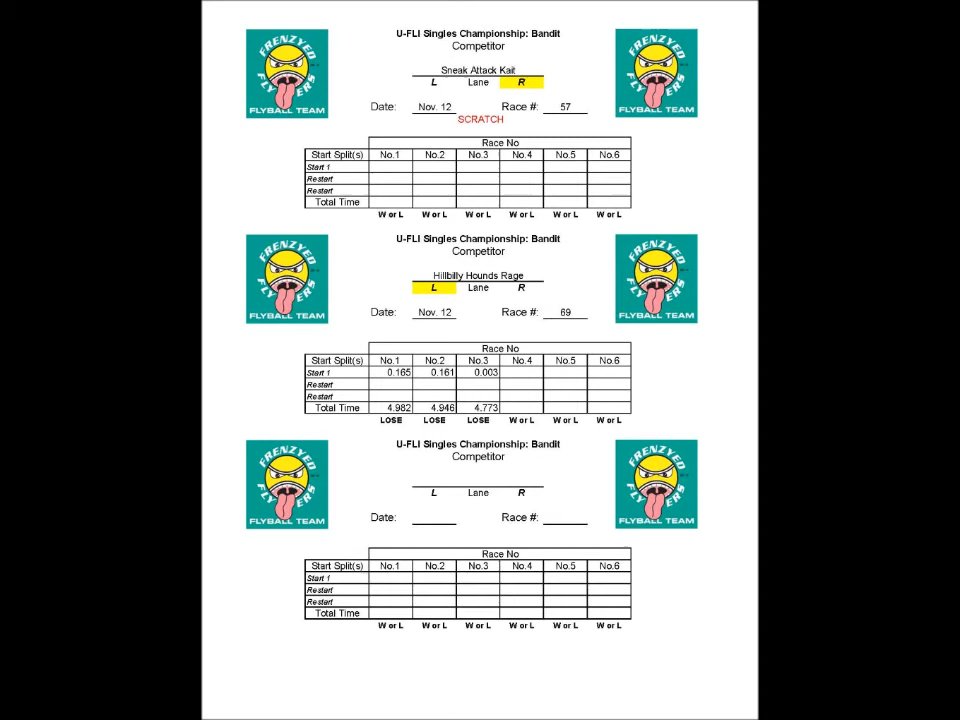 FRENZYED FLYERS
FLYBALL TEAM
U-FLI Singles Championship: Bandit
Competitor
Sneak Attack Kait
L Lane R
Date: Nov. 12 Race #: 57
SCRATCH
FRENZYED FLYERS
FLYBALL TEAM
Race No
Start Split(s) No.1 No.2 No.3 No.4 No.5 No.6
Start 1
Restart
Restart
Total Time
W or L W or L W or L W or L W or L W or L
FRENZYED FLYERS
FLYBALL TEAM
U-FLI Singles Championship: Bandit
Competitor
Hillbilly Hounds Rage
L Lane R
Date: Nov. 12 Race #: 69
FRENZYED FLYERS
FLYBALL TEAM
Race No
Start Split(s) No.1 No.2 No.3 No.4 No.5 No.6
Start 1 0.165 0.161 0.003
Restart
Restart
Total Time 4.982 4.946 4.773
LOSE LOSE LOSE W or L W or L W or L
FRENZYED FLYERS
FLYBALL TEAM
U-FLI Singles Championship: Bandit
Competitor
L Lane R
Date: Race #:
FRENZYED FLYERS
FLYBALL TEAM
Race No
Start Split(s) No.1 No.2 No.3 No.4 No.5 No.6
Start 1
Restart
Restart
Total Time
W or L W or L W or L W or L W or L W or L